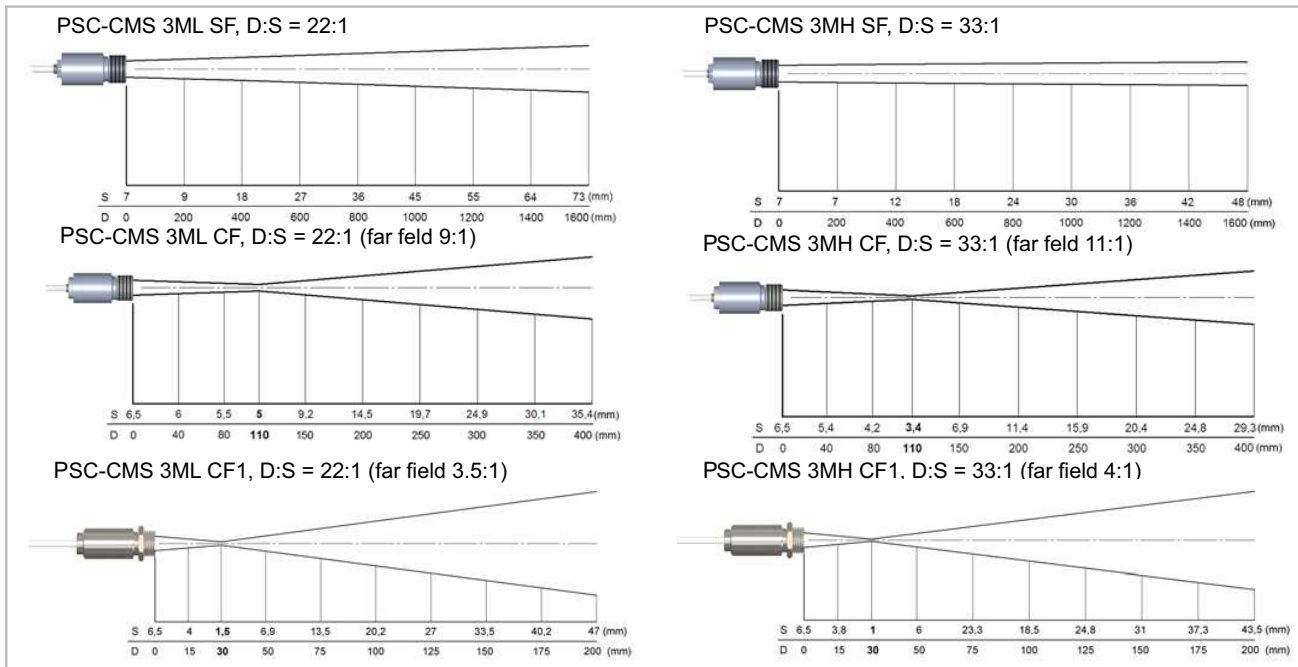 PSC-CMS 3ML SF, D:S = 22:1
S 7 9 18 27 36 45 55 64 73 (mm)
D 0 200 400 600 800 1000 1200 1400 1600 (mm)
PSC-CMS 3MH SF, D:S = 33:1
S 7 7 12 18 24 30 36 42 48 (mm)
D 0 200 400 600 800 1000 1200 1400 1600 (mm)
PSC-CMS 3ML CF, D:S = 22:1 (far feld 9:1)
S 6,5 6 5,5 5 9,2 14,5 19,7 24,9 30,1 35,4(mm)
D 0 40 80 110 150 200 250 300 350 400 (mm)
PSC-CMS 3MH CF, D:S = 33:1 (far feld 11:1)
S 6,5 5,4 4,2 3,4 6,9 11,4 15,9 20,4 24,8 29,3(mm)
D 0 40 80 110 150 200 250 300 350 400 (mm)
PSC-CMS 3ML CF1, D:S = 22:1 (far field 3.5:1)
S 6,5 4 1,5 6,9 13,5 20,2 27 33,5 40,2 47 (mm)
D 0 15 30 50 75 100 125 150 175 200 (mm)
PSC-CMS 3MH CF1, D:S = 33:1 (far field 4:1)
S 6,5 3,8 1 6 23,3 18,5 24,8 31 37,3 43,5 (mm)
D 0 15 30 50 75 100 125 150 175 200 (mm)